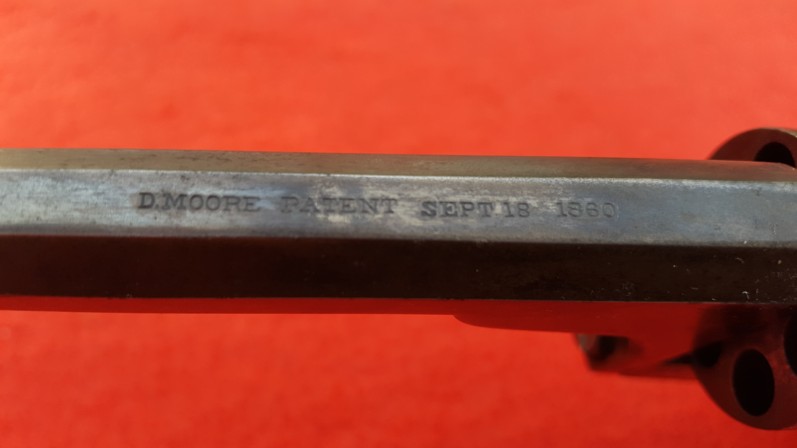 D.MOORE PATENT SEPT 18 1860